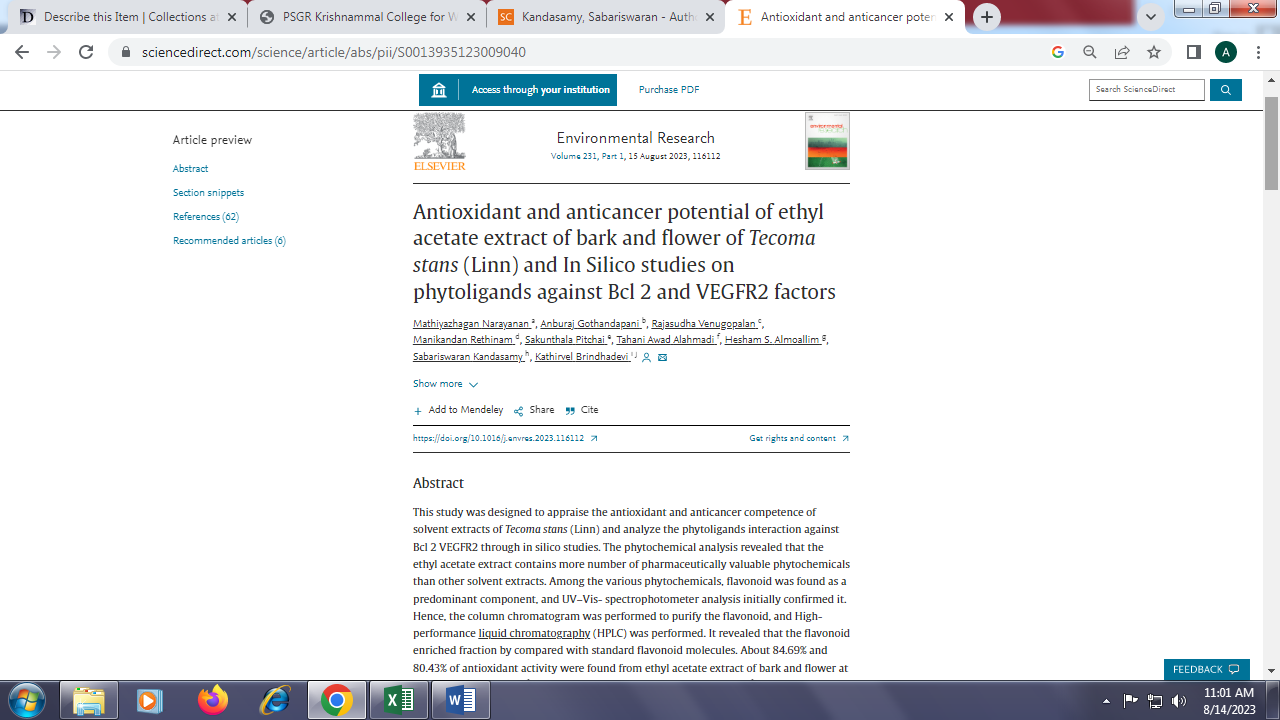 Describe this Item | Collections at
PSGR Krishnammal College for W
SC Kandasamy, Sabariswaran - Auth
Antioxidant and anticancer poten
sciencedirect.com/science/article/abs/pii/S0013935123009040
A
Access through your institution
Purchase PDF
Search ScienceDirect
Article preview
Abstract
Section snippets
References (62)
Recommended articles (6)
ELSEVIER
Environmental Research
Volume 231, Part 1, 15 August 2023, 116112
Antioxidant and anticancer potential of ethyl
acetate extract of bark and flower of Tecoma
stans (Linn) and In Silico studies on
phytoligands against Bcl 2 and VEGFR2 factors
Mathiyazhagan Narayanan a, Anburaj Gothandapani b, Rajasudha Venugopalan c,
Manikandan Rethinam d, Sakunthala Pitchai e, Tahani Awad Alahmadi f, Hesham S. Almoallim g,
Sabariswaran Kandasamy h, Kathirvel Brindhadevi i j
Show more
Add to Mendeley Share Cite
https://doi.org/10.1016/j.envres.2023.116112
Get rights and content
Abstract
This study was designed to appraise the antioxidant and anticancer competence of
solvent extracts of Tecoma stans (Linn) and analyze the phytoligands interaction against
Bcl 2 VEGFR2 through in silico studies. The phytochemical analysis revealed that the
ethyl acetate extract contains more number of pharmaceutically valuable phytochemicals
than other solvent extracts. Among the various phytochemicals, flavonoid was found as a
predominant component, and UV–Vis- spectrophotometer analysis initially confirmed it.
Hence, the column chromatogram was performed to purify the flavonoid, and High-
performance liquid chromatography (HPLC) was performed. It revealed that the flavonoid
enriched fraction by compared with standard flavonoid molecules. About 84.69% and
80.43% of antioxidant activity were found from ethyl acetate extract of bark and flower at
FEEDBACK
11:01 AM
8/14/2023